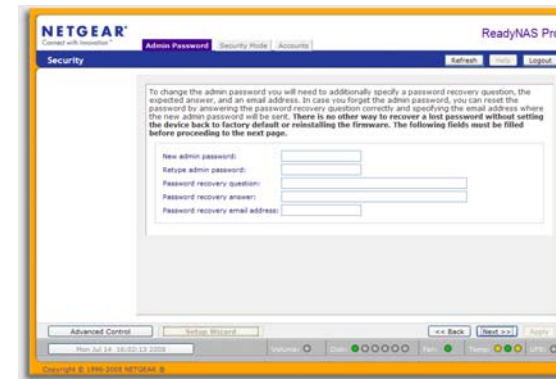 NETGEAR®
Connect with Innovation™
ReadyNAS Pro
Admin Password Security Mode Accounts
Security
Refresh Help Logout
To change the admin password you will need to additionally specify a password recovery question, the
expected answer, and an email address. In case you forget the admin password, you can reset the
password by answering the password recovery question correctly and specifying the email address where
the new admin password will be sent. There is no other way to recover a lost password without setting
the device back to factory default or reinstalling the firmware. The following fields must be filled
before proceeding to the next page.
New admin password:
Retype admin password:
Password recovery question:
Password recovery answer:
Password recovery email address:
Advanced Control Setup Wizard << Back Next >> Apply
Mon Jul 14 16:02:13 2008 Volume: Disk: Fan: Temp: UPS:
Copyright © 1996-2008 NETGEAR ®